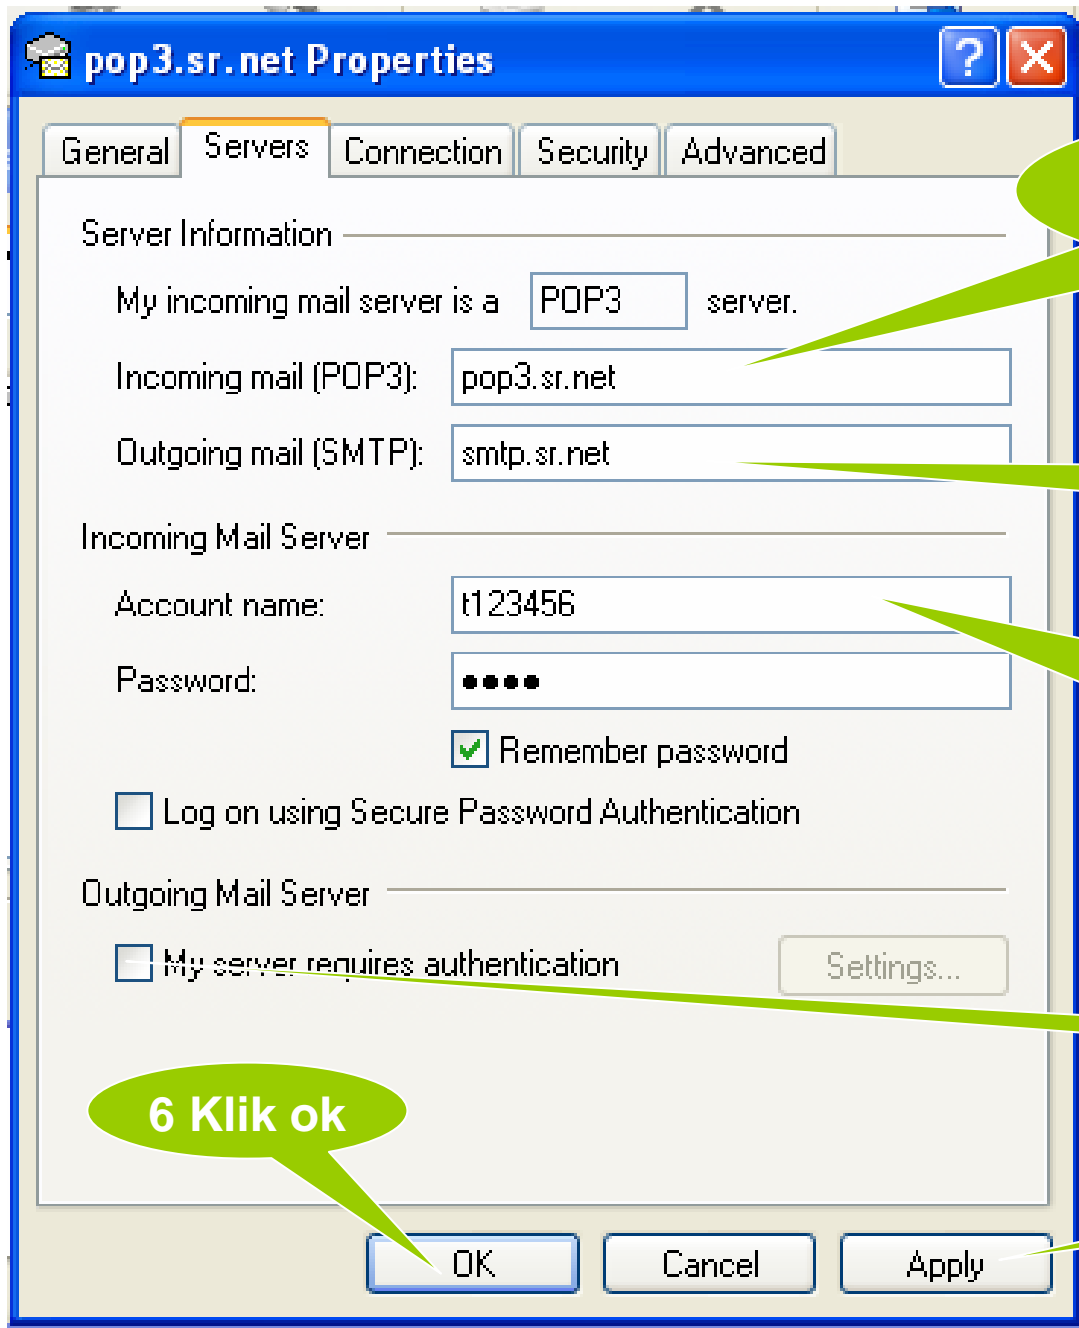 pop3.sr.net Properties
General Servers Connection Security Advanced
Server Information
My incoming mail server is a POP3 server.
Incoming mail (POP3): pop3.sr.net
Outgoing mail (SMTP): smtp.sr.net
Incoming Mail Server
Account name: t123456
Password: ●●●●
Remember password
Log on using Secure Password Authentication
Outgoing Mail Server
My server requires authentication Settings...
6 Klik ok
OK Cancel Apply